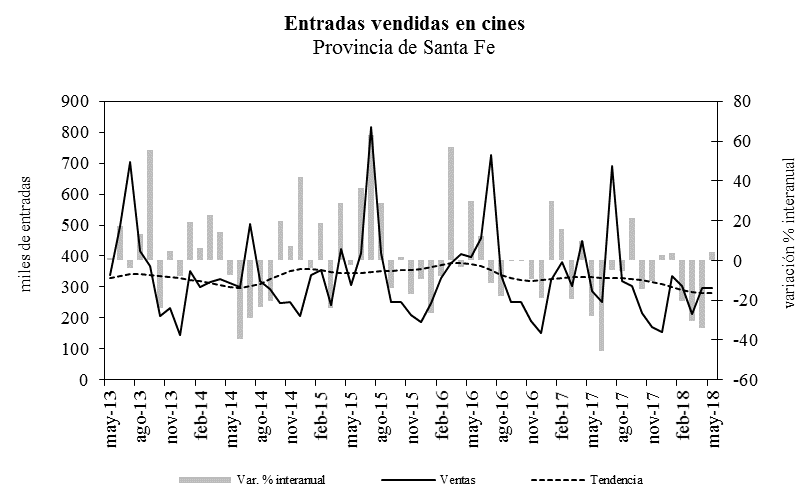 Entradas vendidas en cines
Provincia de Santa Fe
miles de entradas
900
800
700
600
500
400
300
200
100
0
80
60
40
20
0
-20
-40
-60
variación % interanual
may-13
ago-13
nov-13
feb-14
may-14
ago-14
nov-14
feb-15
may-15
ago-15
nov-15
feb-16
may-16
ago-16
nov-16
feb-17
may-17
ago-17
nov-17
feb-18
may-18
Var. % interanual
Ventas
Tendencia